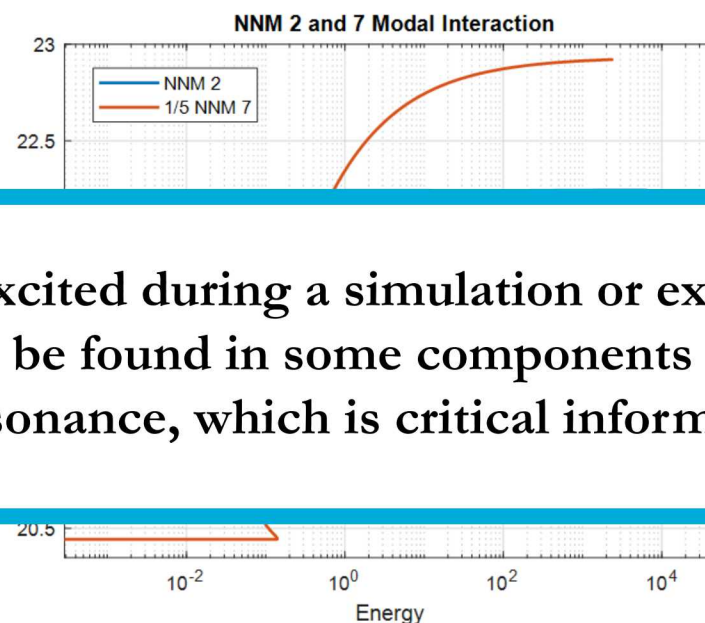 NNM 2 and 7 Modal Interaction
23
NNM 2
1/5 NNM 7
22.5
xcited during a simulation or ex
be found in some components
sonance, which is critical inform
20.5
10^-2 10^0 10^2 10^4
Energy